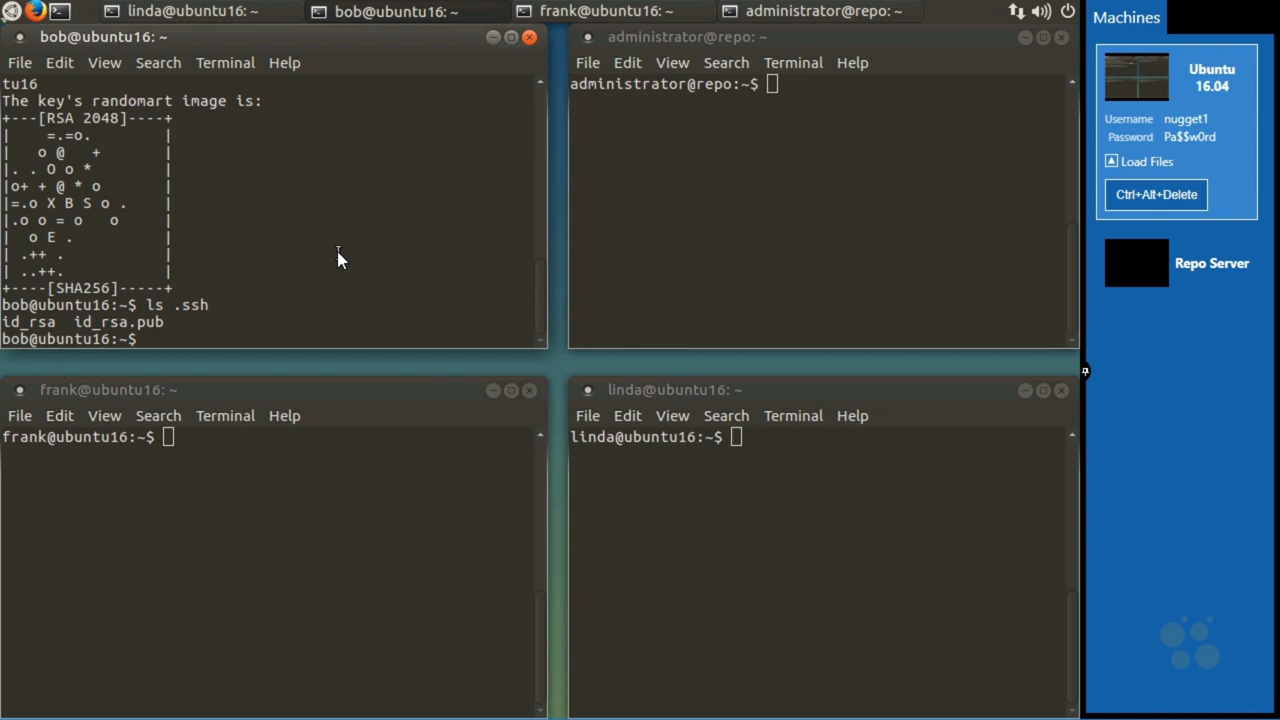 linda@ubuntu16: ~
bob@ubuntu16: ~
frank@ubuntu16: ~
administrator@repo: ~
bob@ubuntu16: ~
File Edit View Search Terminal Help
tu16
The key's randomart image is:
+---[RSA 2048]----+
|     =.=o.         |
|    o @   +        |
|. . O o *         |
|o+ + @ * o        |
|=.o X B S o .     |
|.o o = o   o      |
|   o E .           |
|  .++ .            |
|  ..++.            |
+----[SHA256]-----+
bob@ubuntu16:~$ ls .ssh
id_rsa  id_rsa.pub
bob@ubuntu16:~$
administrator@repo: ~
File Edit View Search Terminal Help
administrator@repo:~$
frank@ubuntu16: ~
File Edit View Search Terminal Help
frank@ubuntu16:~$
linda@ubuntu16: ~
File Edit View Search Terminal Help
linda@ubuntu16:~$
Machines
Ubuntu
16.04
Username nugget1
Password Pa$$w0rd
Load Files
Ctrl+Alt+Delete
Repo Server